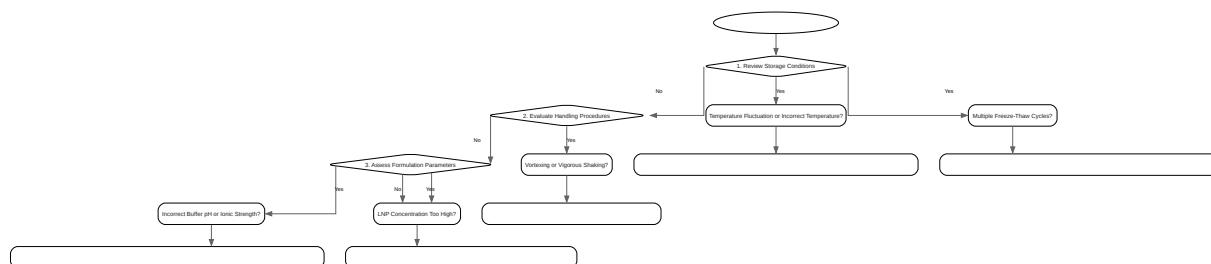 1. Review Storage Conditions
No
Yes
Yes
2. Evaluate Handling Procedures
Temperature Fluctuation or Incorrect Temperature?
Multiple Freeze-Thaw Cycles?
No
Yes
3. Assess Formulation Parameters
Vortexing or Vigorous Shaking?
Yes
No
Yes
Incorrect Buffer pH or Ionic Strength?
LNP Concentration Too High?